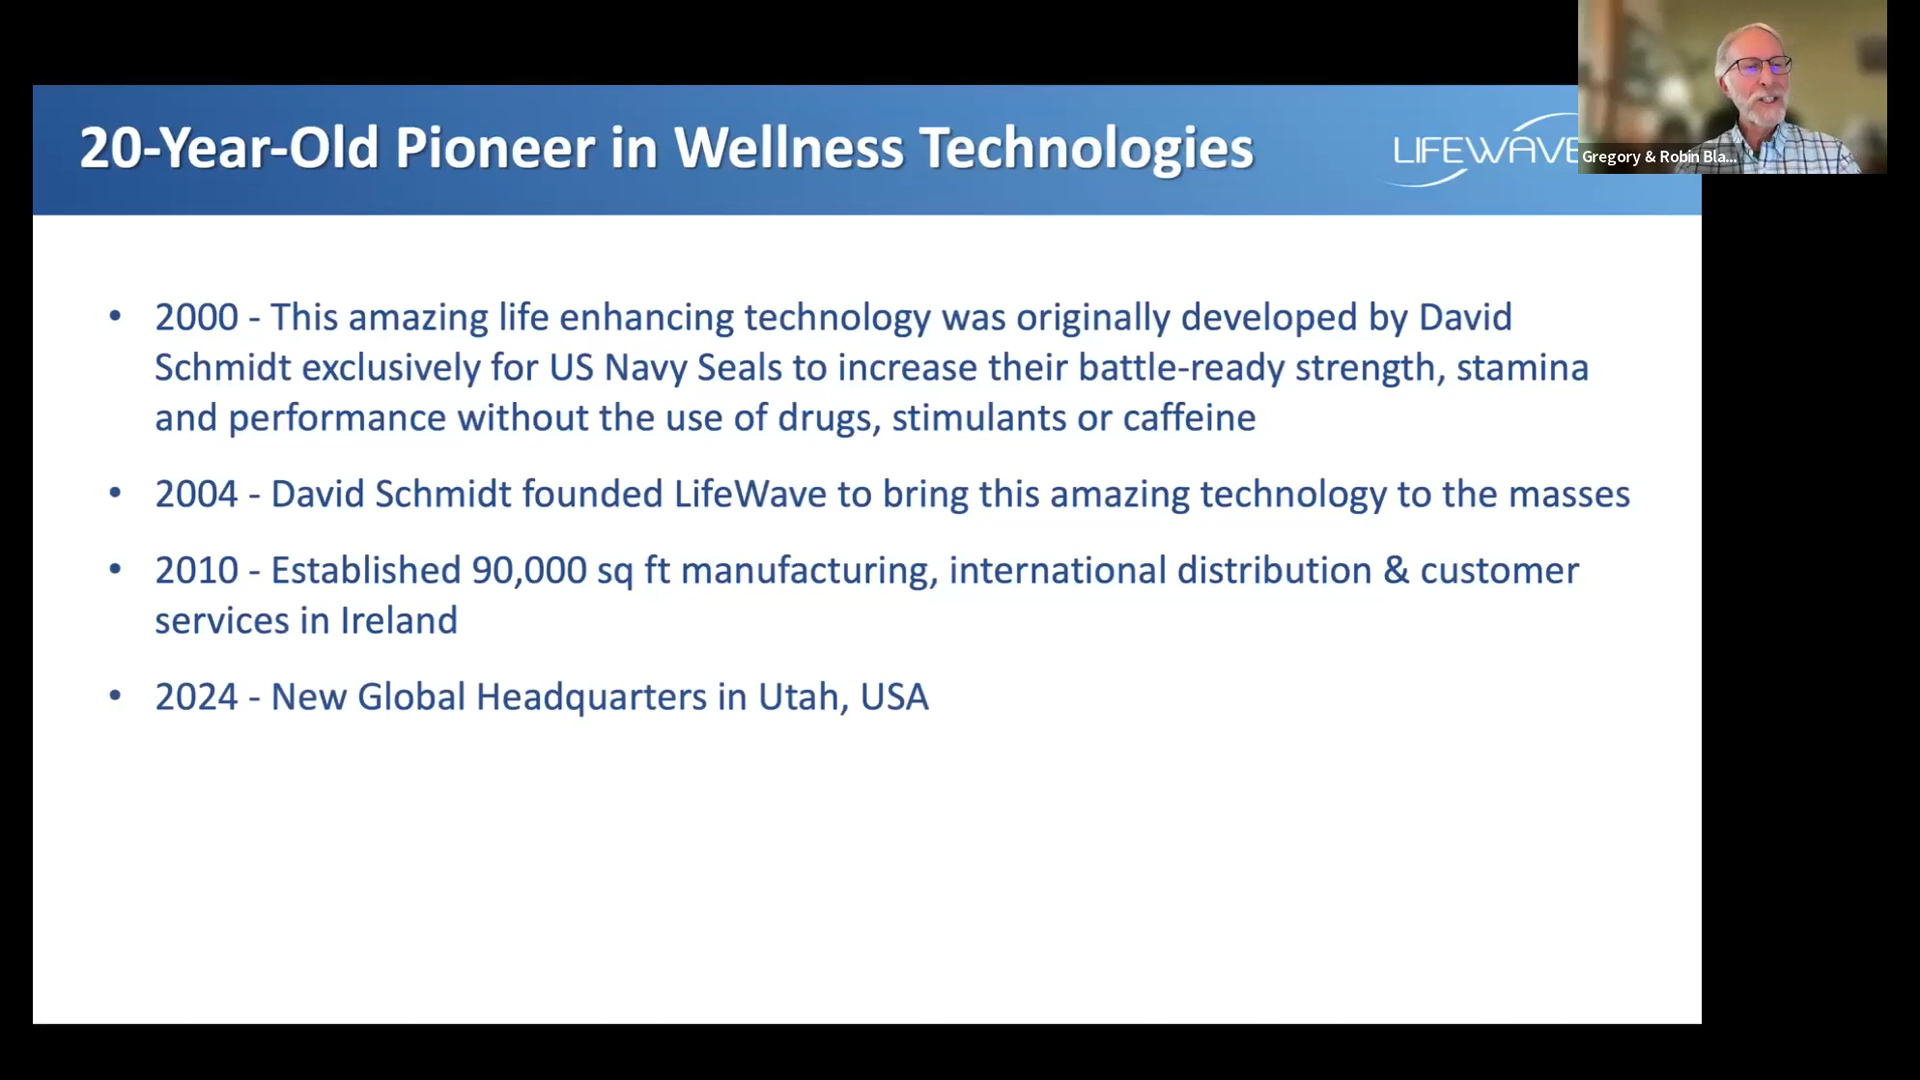 20-Year-Old Pioneer in Wellness Technologies
LIFEWAVE
Gregory & Robin Bla...
• 2000 - This amazing life enhancing technology was originally developed by David
Schmidt exclusively for US Navy Seals to increase their battle-ready strength, stamina
and performance without the use of drugs, stimulants or caffeine
• 2004 - David Schmidt founded LifeWave to bring this amazing technology to the masses
• 2010 - Established 90,000 sq ft manufacturing, international distribution & customer
services in Ireland
• 2024 - New Global Headquarters in Utah, USA